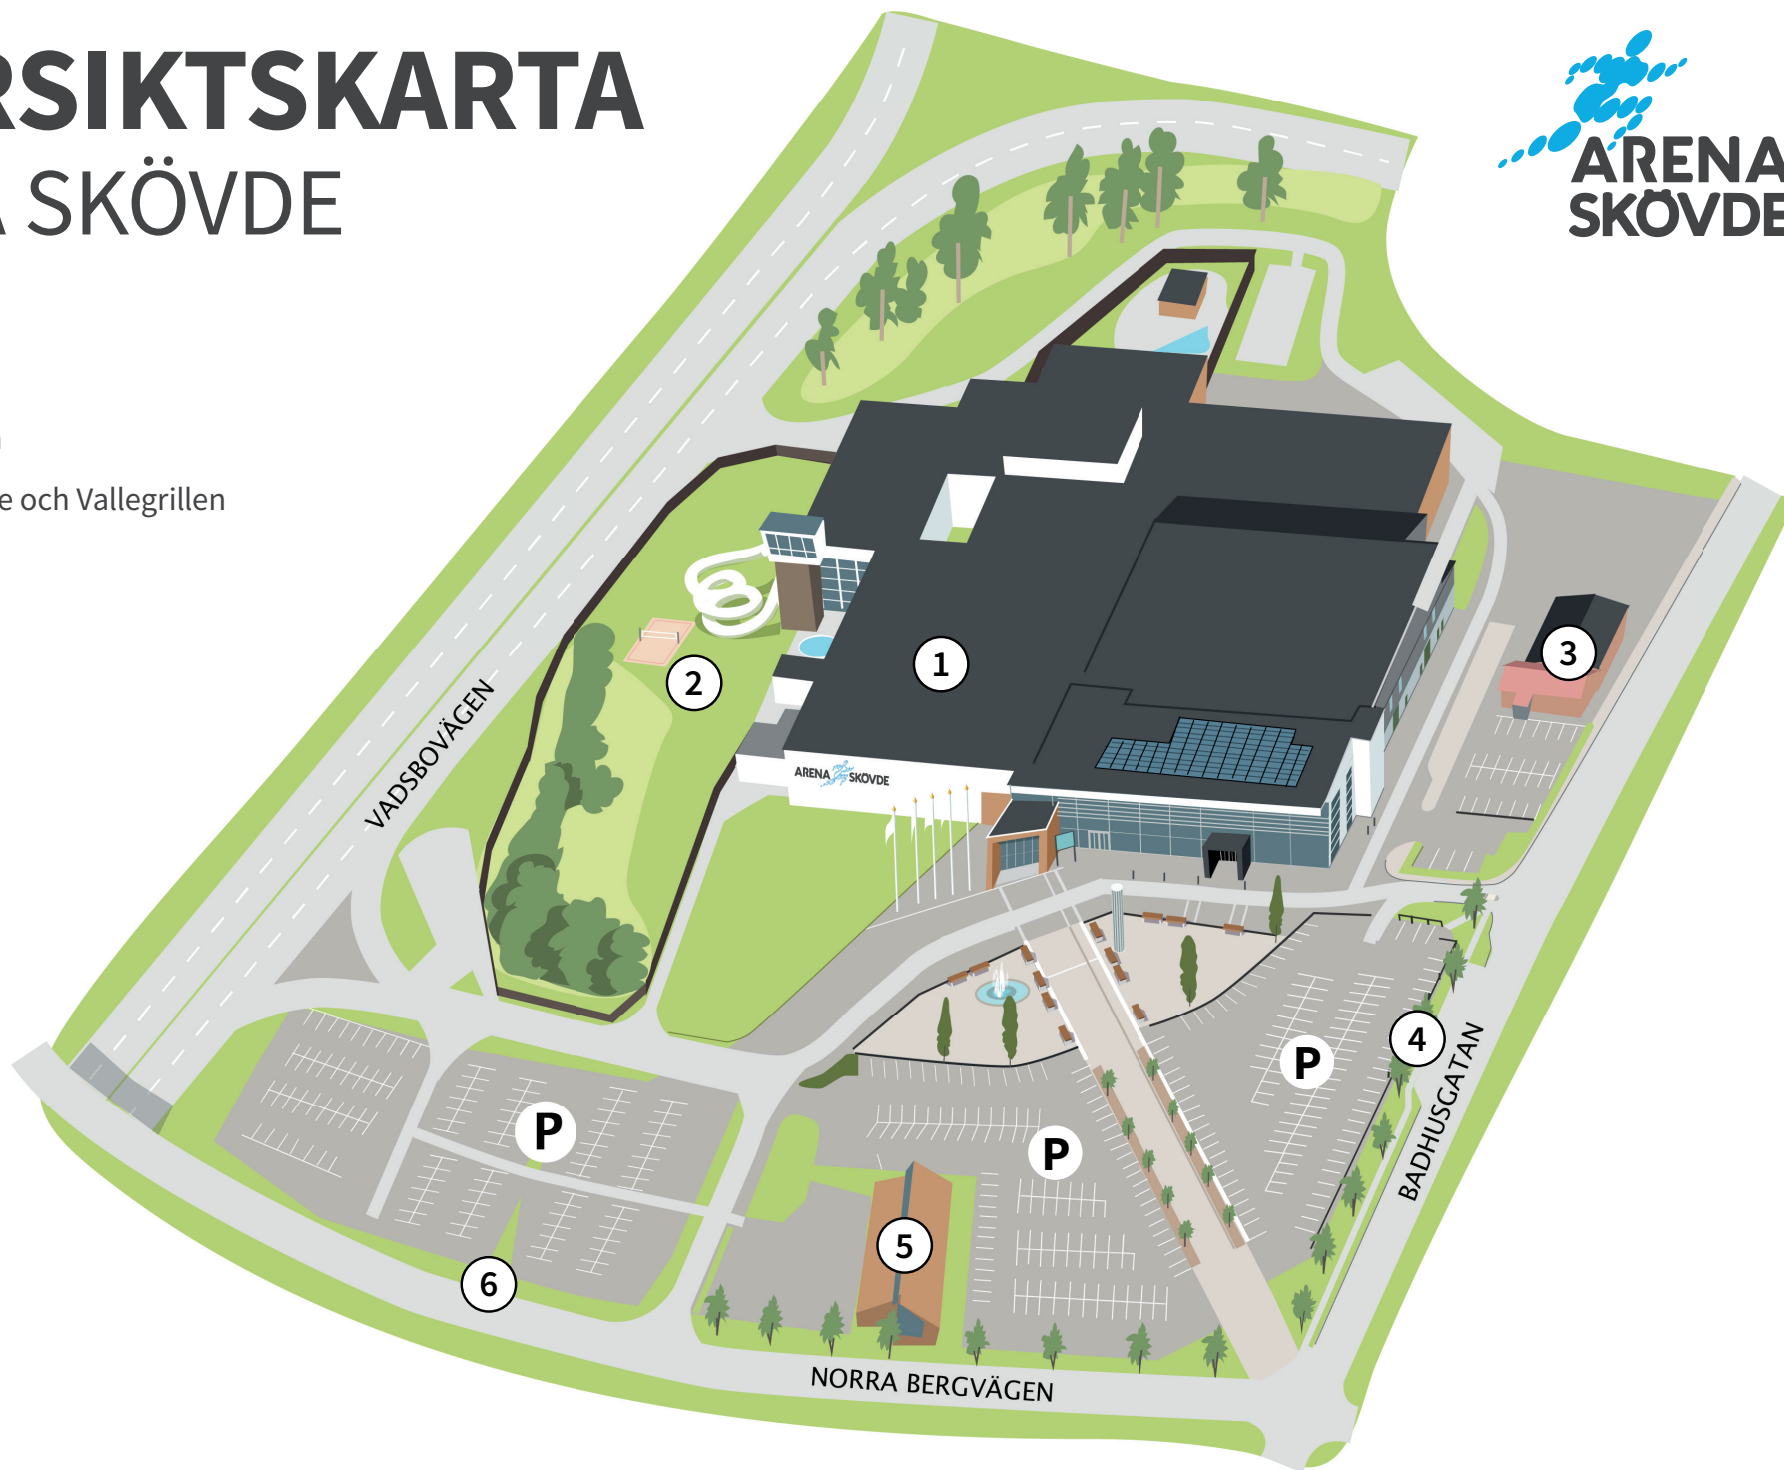 RSIKTSKARTA
A SKÖVDE
ARENA
SKÖVDE
e och Vallegrillen
VADSBOVÄGEN
ARENA SKÖVDE
1
2
3
4
5
6
P
P
P
BADHUSGATAN
NORRA BERGVÄGEN